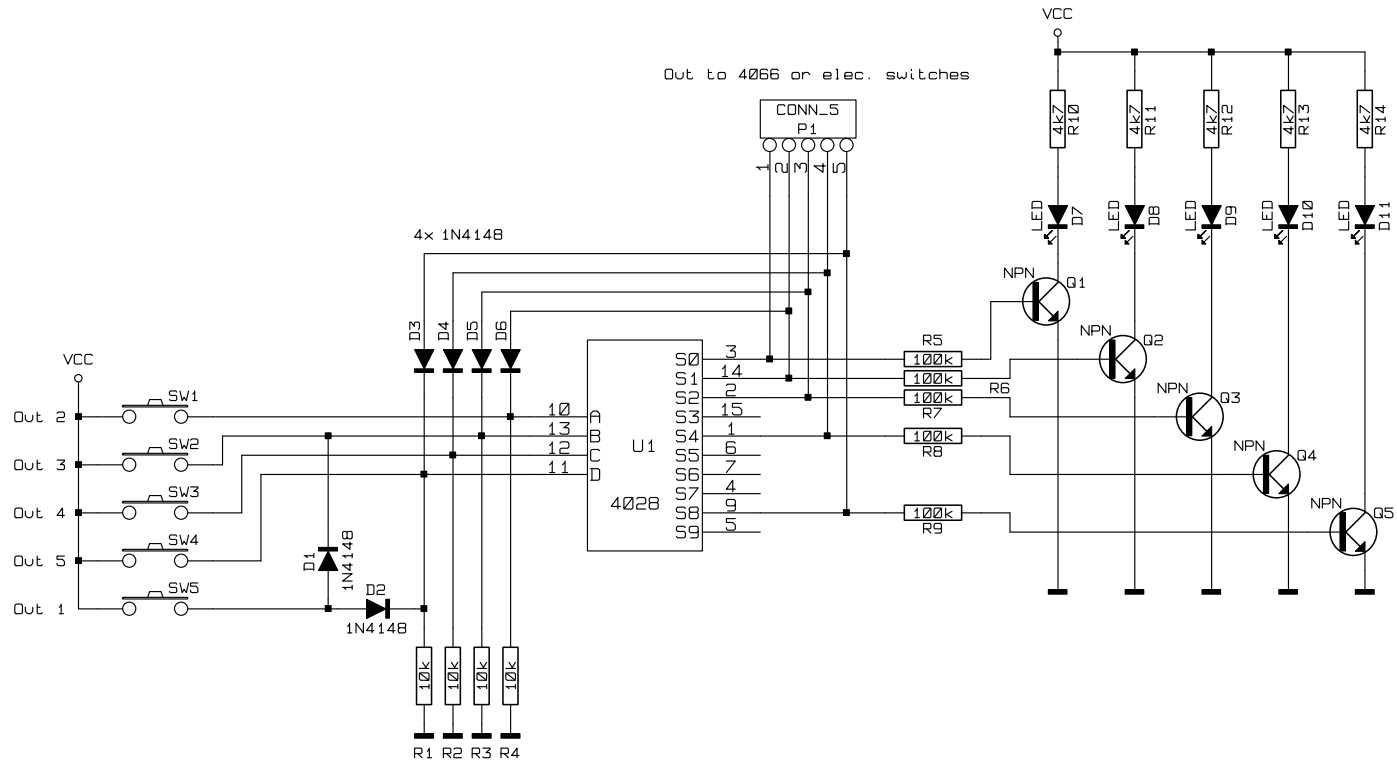 VCC
Out to 4066 or elec. switches
CONN_5
P1
1 2 3 4 5
4k7 R10
4k7 R11
4k7 R12
4k7 R13
4k7 R14
LED D7
LED D8
LED D9
LED D10
LED D11
4x 1N4148
D3 D4 D5 D6
NPN Q1
NPN Q2
NPN Q3
NPN Q4
NPN Q5
VCC
Out 2 SW1
Out 3 SW2
Out 4 SW3
Out 5 SW4
Out 1 SW5
10 A
13 B
12 C
11 D
U1
4028
S0 3
S1 14
S2 2
S3 15
S4 1
S5 6
S6 7
S7 4
S8 9
S9 5
R5
100k
100k
R6
100k
R7
100k
R8
100k
R9
D1
1N4148
D2
1N4148
10k 10k 10k 10k
R1 R2 R3 R4